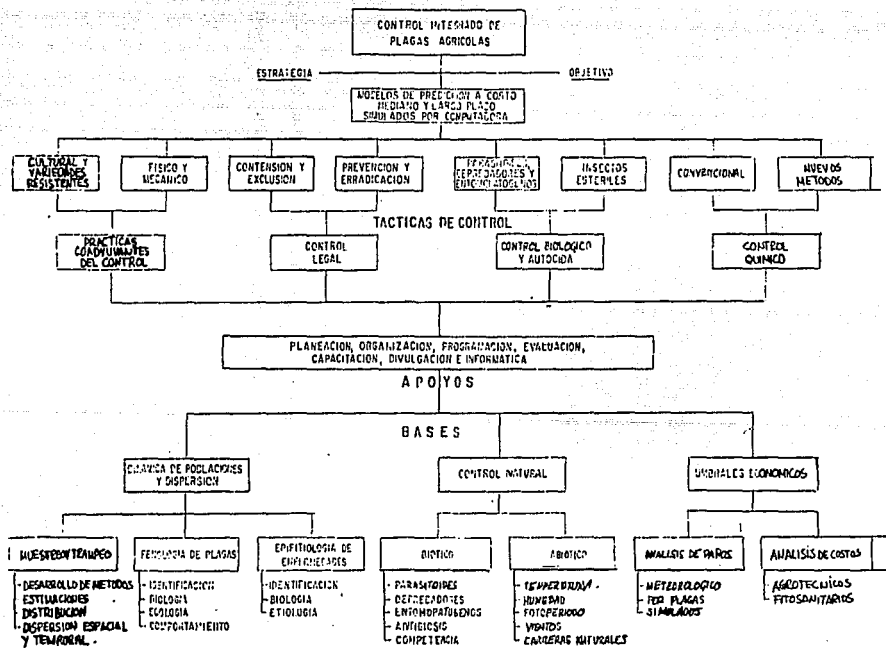 CONTROL INTEGRADO DE
PLAGAS AGRICOLAS
ESTRATEGIA
OBJETIVO
MODELOS DE PREDICCION A CORTO
MEDIANO Y LARGO PLAZO
SIMULADOS POR COMPUTADORA
CULTURAL Y
VARIEDADES
RESISTENTES
FISICO Y
MECANICO
CONTENSION Y
EXCLUSION
PREVENCION Y
ERRADICACION
PARASITOIDES,
DEPREDADORES Y
ENTOMOPATOGENOS
INSECTOS
ESTERILES
CONVENCIONAL
NUEVOS
METODOS
TACTICAS DE CONTROL
PRACTICAS
COADYUVANTES
DEL CONTROL
CONTROL
LEGAL
CONTROL BIOLOGICO
Y AUTOCIDA
CONTROL
QUIMICO
PLANEACION, ORGANIZACION, PROGRAMACION, EVALUACION,
CAPACITACION, DIVULGACION E INFORMATICA
APOYOS
BASES
DINAMICA DE POBLACIONES
Y DISPERSION
CONTROL NATURAL
UMBRALES ECONOMICOS
MUESTREO Y TRAMPEO
FENOLOGIA DE PLAGAS
EPIFITIOLOGIA DE
ENFERMEDADES
BIOTICO
ABIOTICO
ANALISIS DE DAÑOS
ANALISIS DE COSTOS
- DESARROLLO DE METODOS
ESTIMACIONES
DISTRIBUCION
DISPERSION ESPACIAL
Y TEMPORAL.
- IDENTIFICACION
- BIOLOGIA
- ECOLOGIA
- COMPORTAMIENTO
- IDENTIFICACION
- BIOLOGIA
- ETIOLOGIA
- PARASITOIDES
- DEPREDADORES
- ENTOMOPATOGENOS
- ANTIBIOSIS
- COMPETENCIA
- TEMPERATURA
- HUMEDAD
- FOTOPERIODO
- VIENTOS
- BARRERAS NATURALES
- METEOROLOGICO
- POR PLAGAS
- SIMULADOS
- AGROTECNICOS
- FITOSANITARIOS